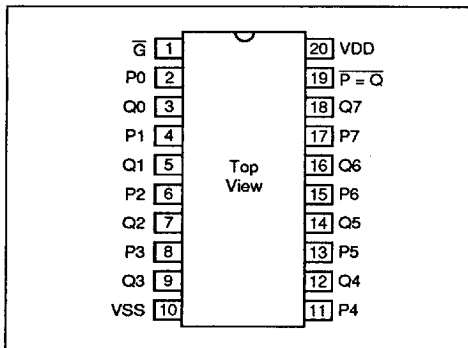 G̅ 1 20 VDD
P0 2 19 P̅ ̅=̅ ̅Q̅
Q0 3 18 Q7
P1 4 17 P7
Q1 5 16 Q6
P2 6 Top 15 P6
Q2 7 View 14 Q5
P3 8 13 P5
Q3 9 12 Q4
VSS 10 11 P4